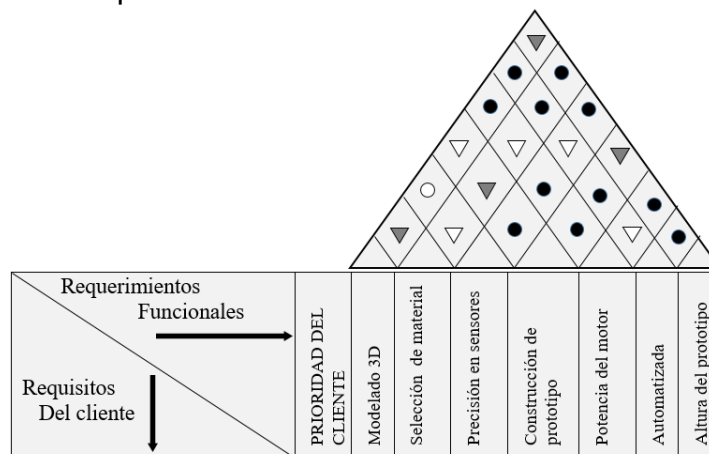 Requerimientos
Funcionales
Requisitos
Del cliente
PRIORIDAD DEL
CLIENTE
Modelado 3D
Selección de material
Precisión en sensores
Construcción de
prototipo
Potencia del motor
Automatizada
Altura del prototipo